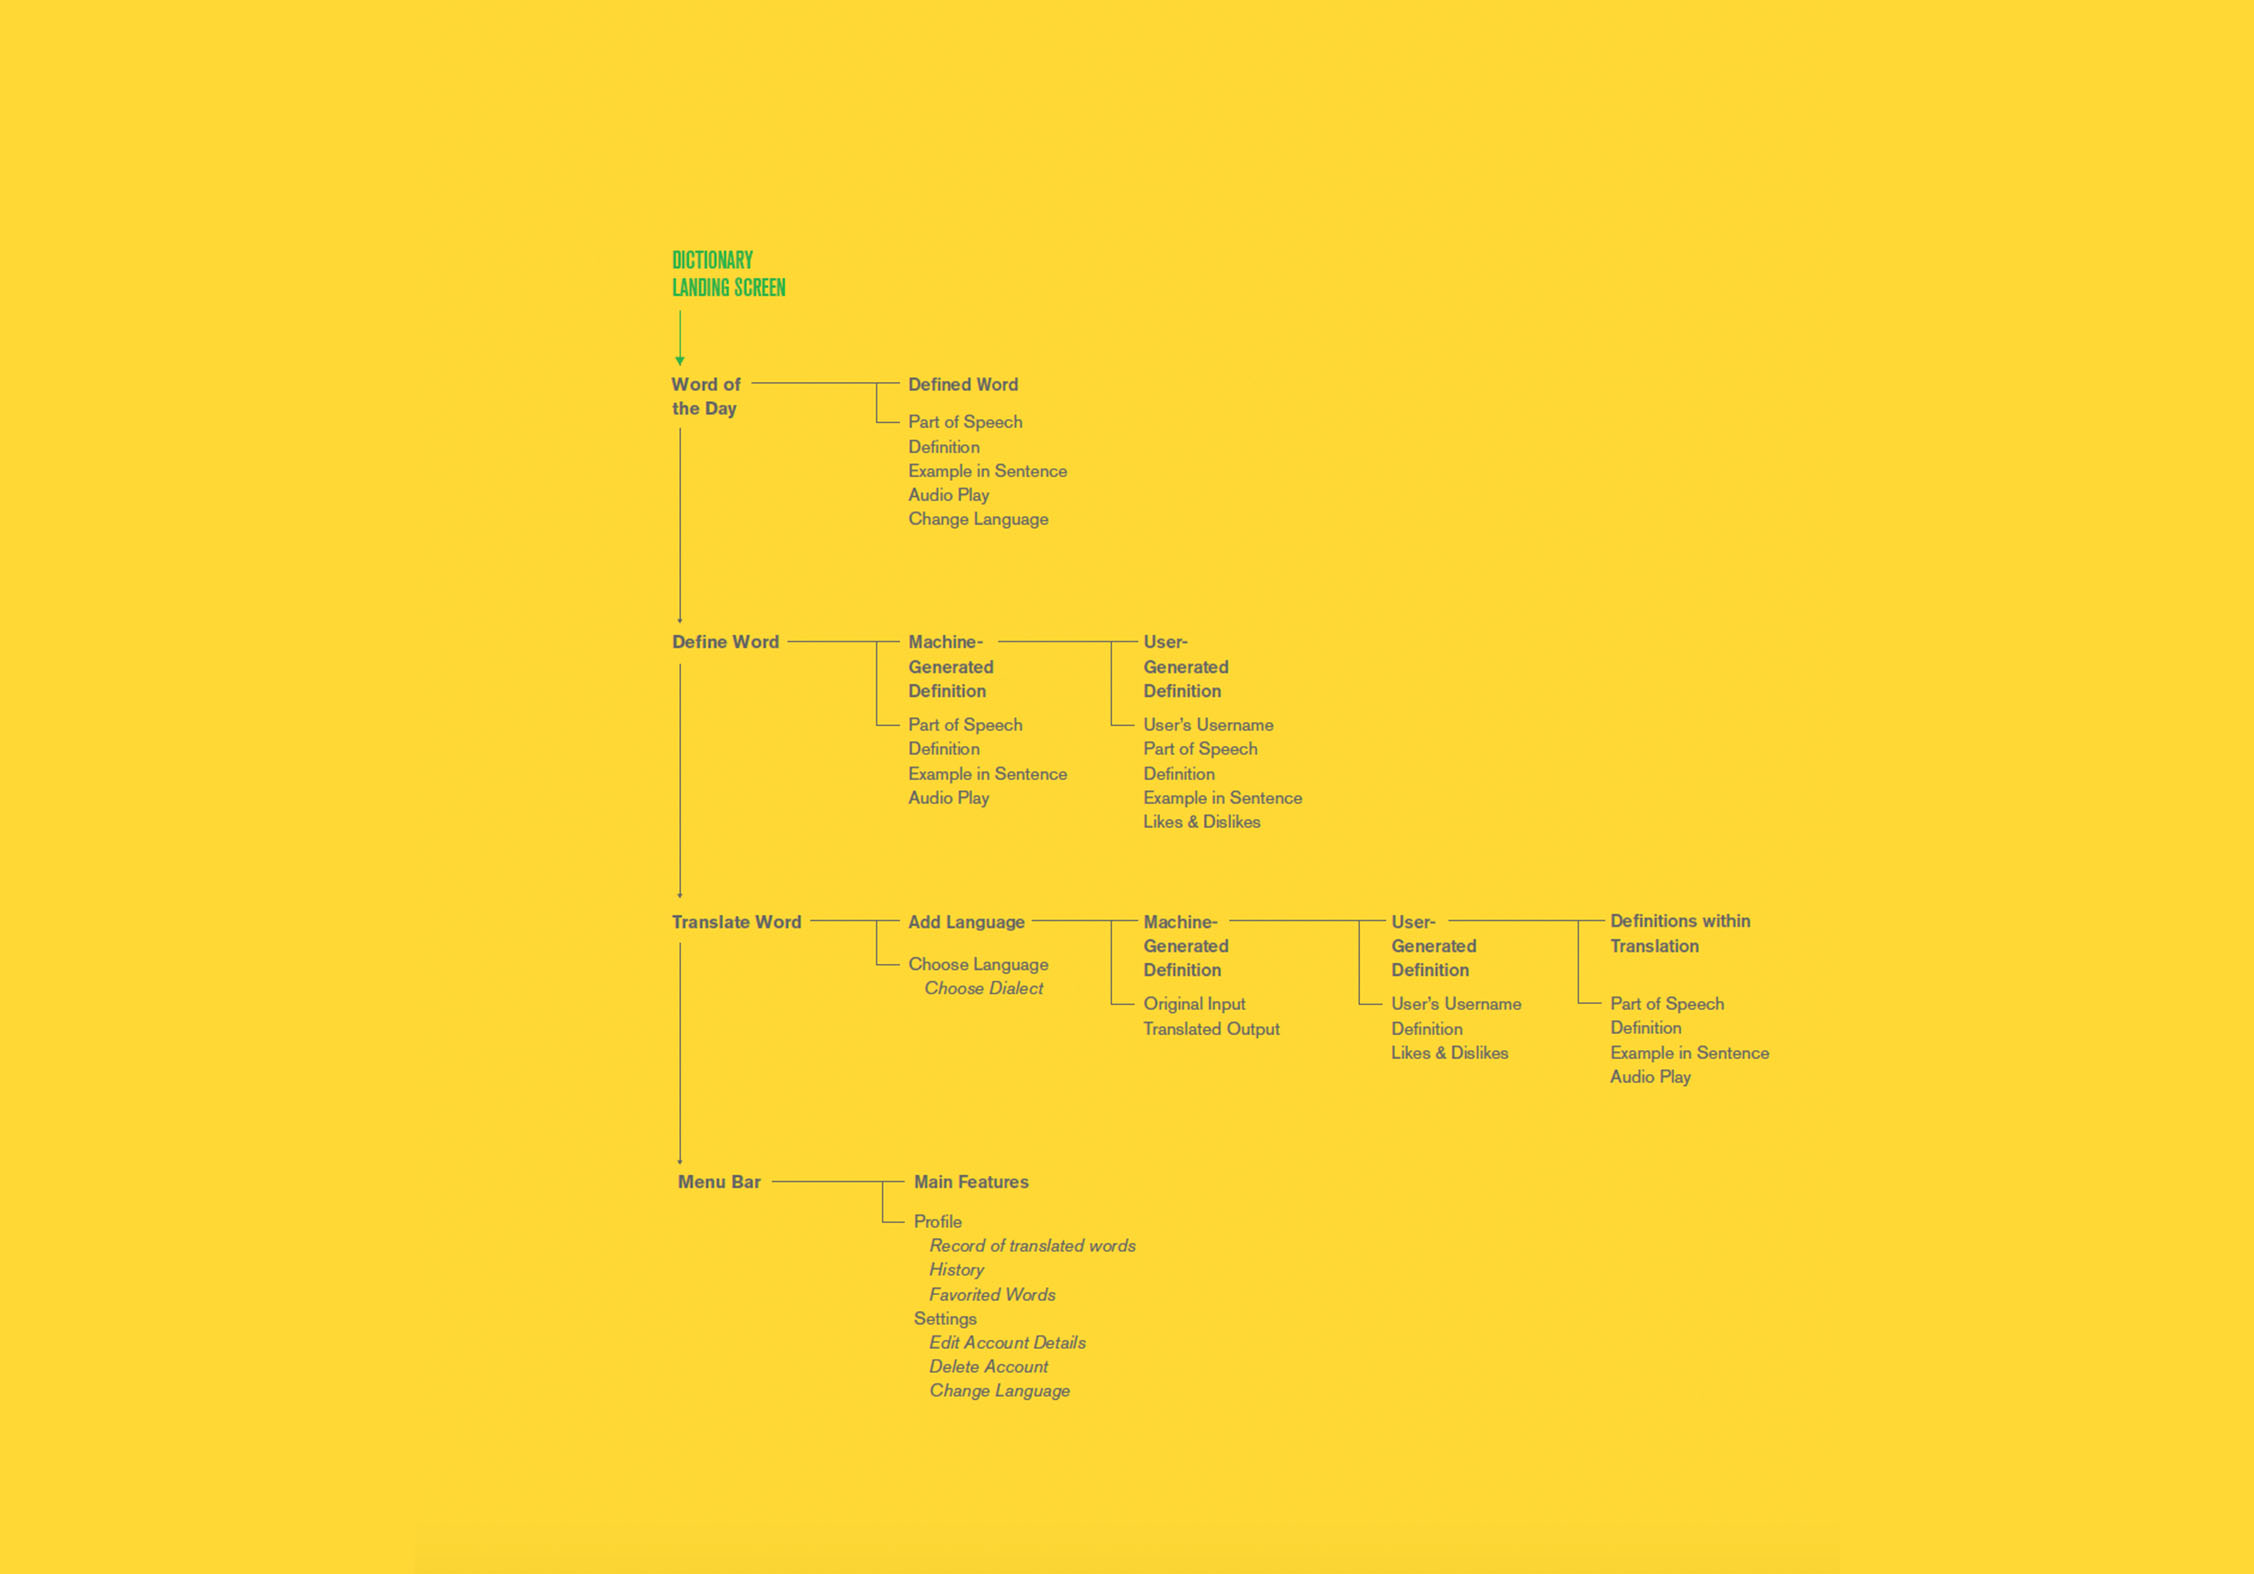 DICTIONARY
LANDING SCREEN
Word of
the Day
Defined Word
Part of Speech
Definition
Example in Sentence
Audio Play
Change Language
Define Word
Machine-
Generated
Definition
Part of Speech
Definition
Example in Sentence
Audio Play
User-
Generated
Definition
User’s Username
Part of Speech
Definition
Example in Sentence
Likes & Dislikes
Translate Word
Add Language
Choose Language
Choose Dialect
Machine-
Generated
Definition
Original Input
Translated Output
User-
Generated
Definition
User’s Username
Definition
Likes & Dislikes
Definitions within
Translation
Part of Speech
Definition
Example in Sentence
Audio Play
Menu Bar
Main Features
Profile
Record of translated words
History
Favorited Words
Settings
Edit Account Details
Delete Account
Change Language